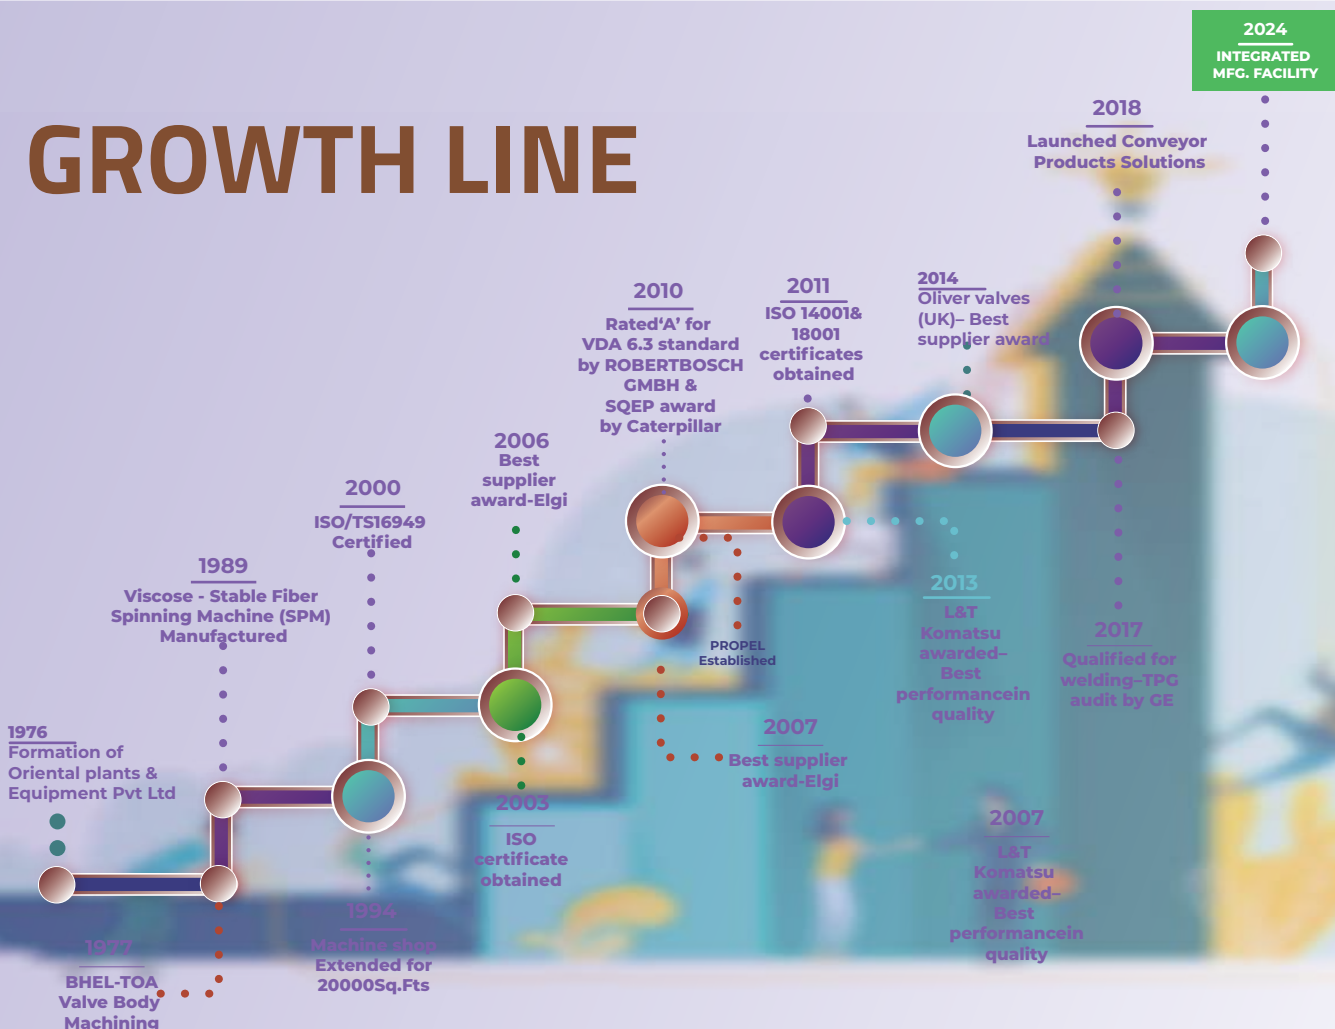 GROWTH LINE
1976
Formation of
Oriental plants &
Equipment Pvt Ltd
1977
BHEL-TOA
Valve Body
Machining
1989
Viscose - Stable Fiber
Spinning Machine (SPM)
Manufactured
1994
Machine shop
Extended for
20000Sq.Fts
2000
ISO/TS16949
Certified
2003
ISO
certificate
obtained
2006
Best
supplier
award-Elgi
2007
Best supplier
award-Elgi
PROPEL
Established
2010
Rated‘A’ for
VDA 6.3 standard
by ROBERTBOSCH
GMBH &
SQEP award
by Caterpillar
2011
ISO 14001&
18001
certificates
obtained
2013
L&T
Komatsu
awarded–
Best
performancein
quality
2007
L&T
Komatsu
awarded–
Best
performancein
quality
2014
Oliver valves
(UK)– Best
supplier award
2017
Qualified for
welding–TPG
audit by GE
2018
Launched Conveyor
Products Solutions
2024
INTEGRATED
MFG. FACILITY